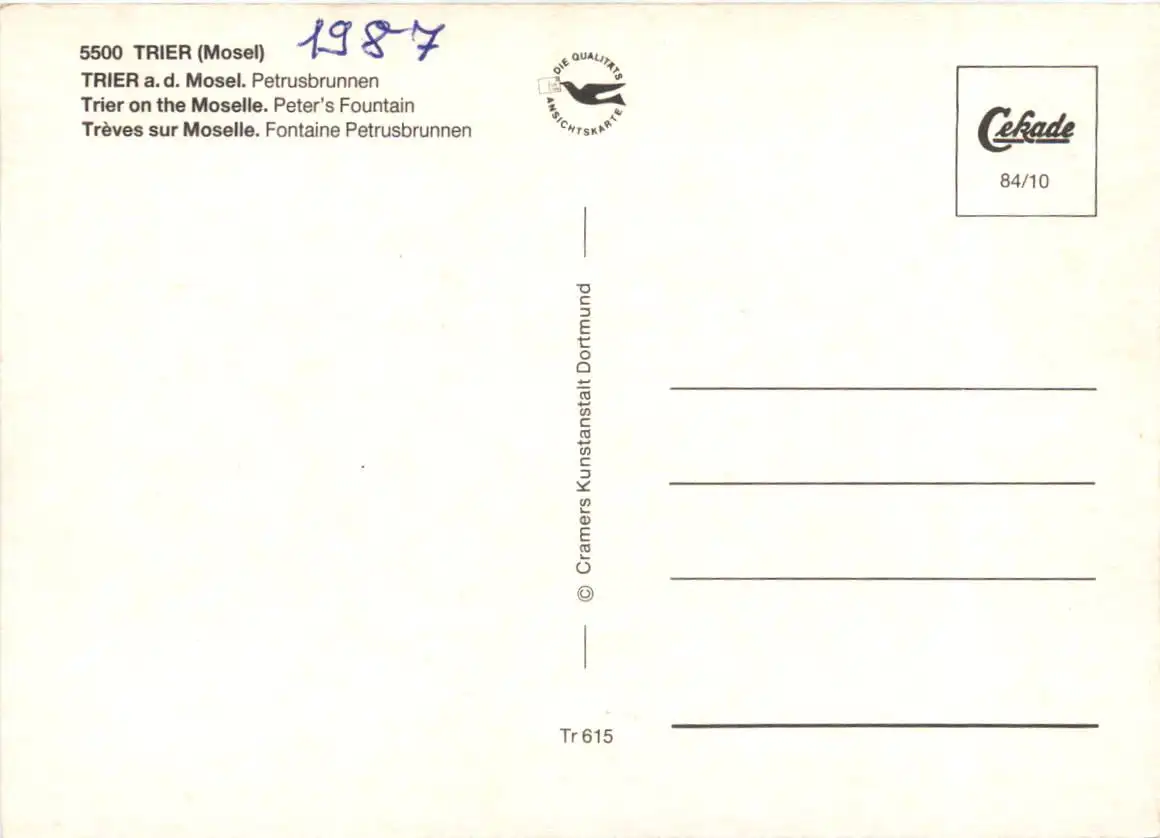 5500 TRIER (Mosel)
1987
TRIER a. d. Mosel. Petrusbrunnen
Trier on the Moselle. Peter's Fountain
Trèves sur Moselle. Fontaine Petrusbrunnen
DIE QUALITÄTS
ANSICHTSKARTE
Cekade
84/10
© Cramers Kunstanstalt Dortmund
Tr 615